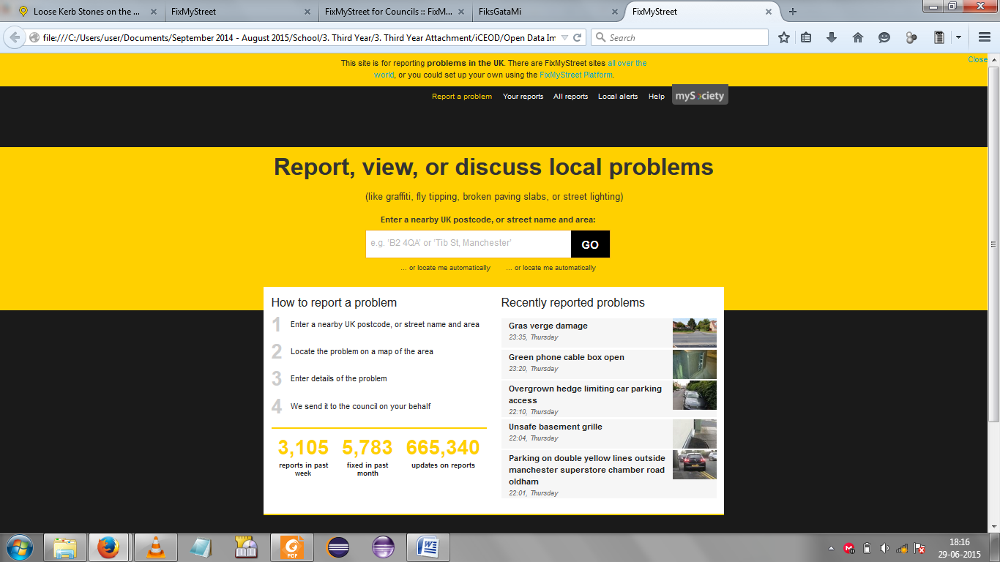 Loose Kerb Stones on the ...
FixMyStreet
FixMyStreet for Councils :: FixM...
FiksGataMi
FixMyStreet
file:///C:/Users/user/Documents/September 2014 - August 2015/School/3. Third Year/3. Third Year Attachment/iCEOD/Open Data Im
Search
This site is for reporting problems in the UK. There are FixMyStreet sites all over the
world, or you could set up your own using the FixMyStreet Platform.
Close
Report a problem
Your reports
All reports
Local alerts
Help
mySociety
Report, view, or discuss local problems
(like graffiti, fly tipping, broken paving slabs, or street lighting)
Enter a nearby UK postcode, or street name and area:
e.g. ‘B2 4QA’ or ‘Tib St, Manchester’
GO
... or locate me automatically
... or locate me automatically
How to report a problem
1 Enter a nearby UK postcode, or street name and area
2 Locate the problem on a map of the area
3 Enter details of the problem
4 We send it to the council on your behalf
3,105
reports in past
week
5,783
fixed in past
month
665,340
updates on reports
Recently reported problems
Gras verge damage
23:35, Thursday
Green phone cable box open
23:20, Thursday
Overgrown hedge limiting car parking
access
22:10, Thursday
Unsafe basement grille
22:04, Thursday
Parking on double yellow lines outside
manchester superstore chamber road
oldham
22:01, Thursday
PDF
18:16
29-06-2015